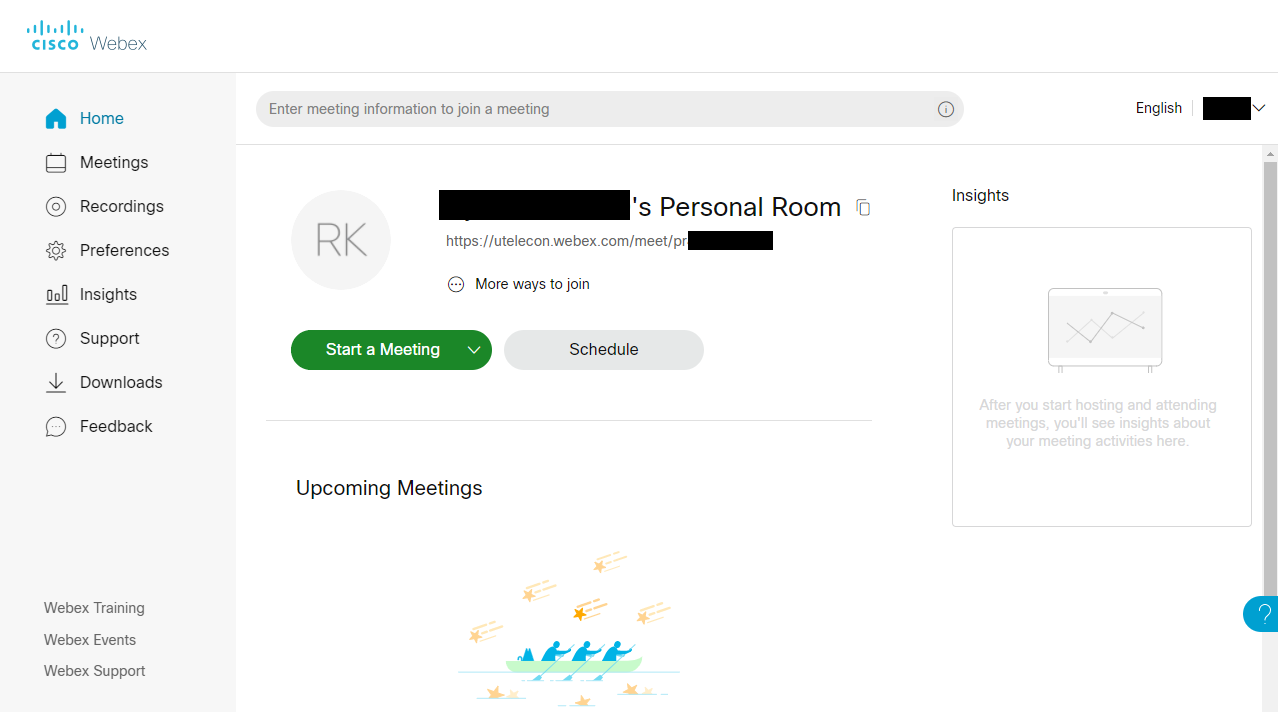 CISCO Webex
Home
Meetings
Recordings
Preferences
Insights
Support
Downloads
Feedback
Webex Training
Webex Events
Webex Support
Enter meeting information to join a meeting
English
RK
's Personal Room
https://utelecon.webex.com/meet/pr
More ways to join
Start a Meeting
Schedule
Upcoming Meetings
Insights
After you start hosting and attending
meetings, you'll see insights about
your meeting activities here.
?